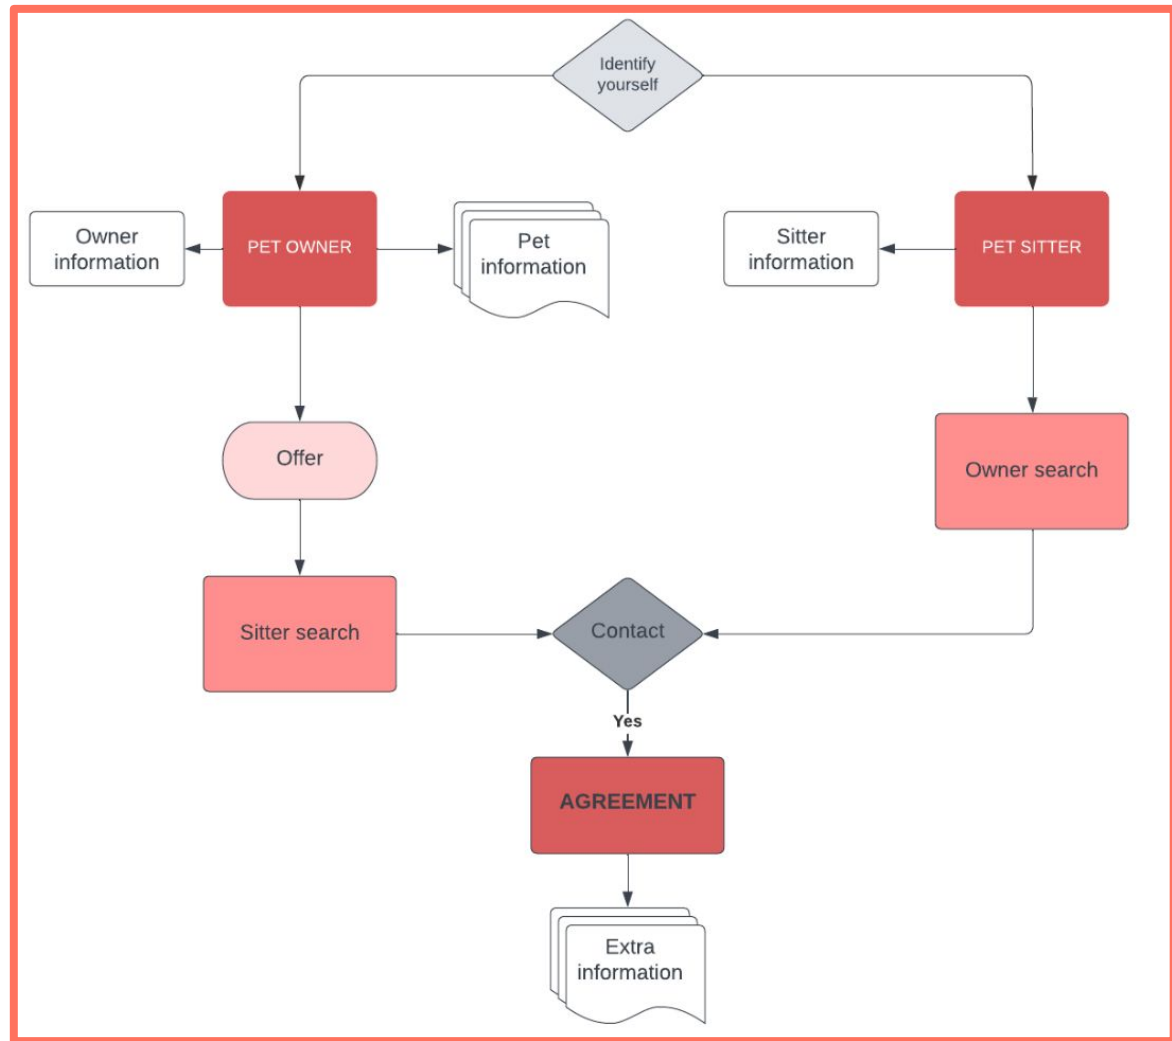 Identify
yourself
Owner
information
PET OWNER
Pet
information
Sitter
information
PET SITTER
Offer
Owner search
Sitter search
Contact
Yes
AGREEMENT
Extra
information